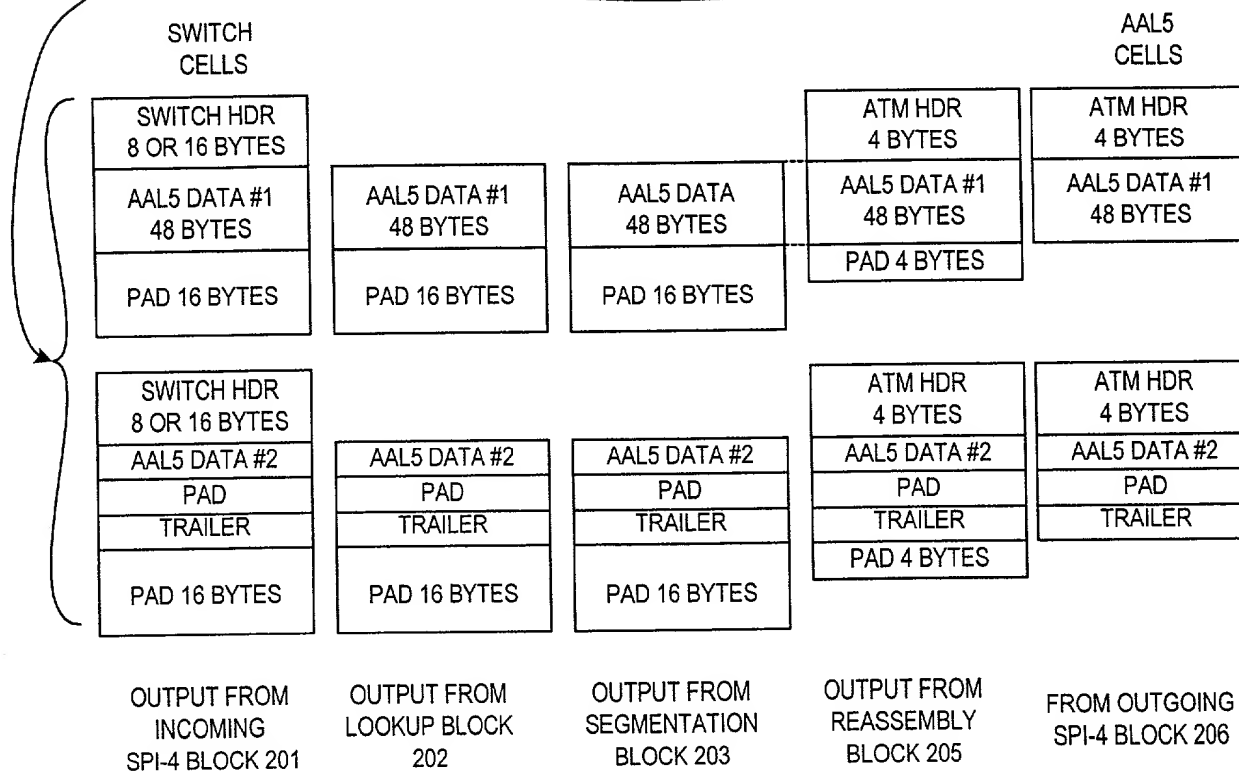 SWITCH
CELLS
AAL5
CELLS
SWITCH HDR
8 OR 16 BYTES
AAL5 DATA #1
48 BYTES
PAD 16 BYTES
AAL5 DATA #1
48 BYTES
PAD 16 BYTES
AAL5 DATA
48 BYTES
PAD 16 BYTES
ATM HDR
4 BYTES
AAL5 DATA #1
48 BYTES
PAD 4 BYTES
ATM HDR
4 BYTES
AAL5 DATA #1
48 BYTES
SWITCH HDR
8 OR 16 BYTES
AAL5 DATA #2
PAD
TRAILER
PAD 16 BYTES
AAL5 DATA #2
PAD
TRAILER
PAD 16 BYTES
AAL5 DATA #2
PAD
TRAILER
PAD 16 BYTES
ATM HDR
4 BYTES
AAL5 DATA #2
PAD
TRAILER
PAD 4 BYTES
ATM HDR
4 BYTES
AAL5 DATA #2
PAD
TRAILER
OUTPUT FROM
INCOMING
SPI-4 BLOCK 201
OUTPUT FROM
LOOKUP BLOCK
202
OUTPUT FROM
SEGMENTATION
BLOCK 203
OUTPUT FROM
REASSEMBLY
BLOCK 205
FROM OUTGOING
SPI-4 BLOCK 206